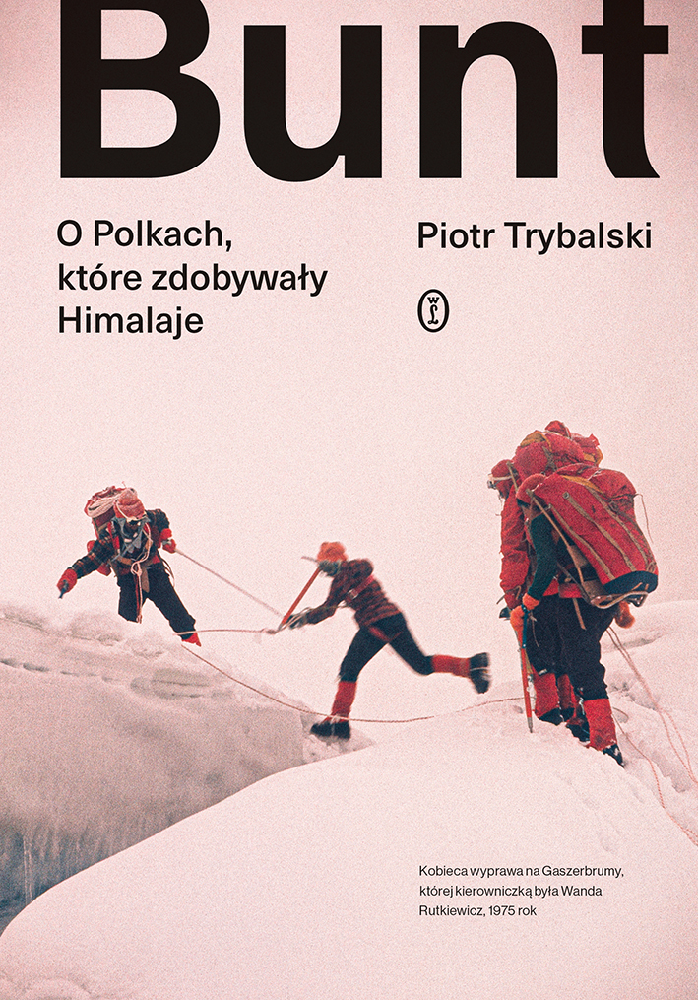 Bunt
O Polkach,
które zdobywały
Himalaje
Piotr Trybalski
W
L
Kobieca wyprawa na Gaszerbrumy,
której kierowniczką była Wanda
Rutkiewicz, 1975 rok